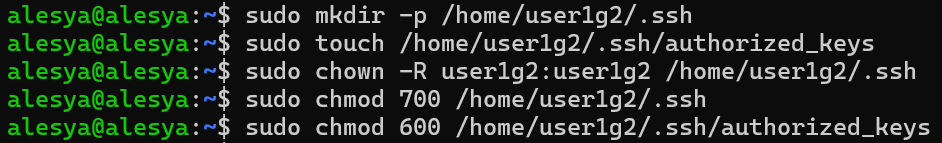 alesya@alesya:~$ sudo mkdir -p /home/user1g2/.ssh
alesya@alesya:~$ sudo touch /home/user1g2/.ssh/authorized_keys
alesya@alesya:~$ sudo chown -R user1g2:user1g2 /home/user1g2/.ssh
alesya@alesya:~$ sudo chmod 700 /home/user1g2/.ssh
alesya@alesya:~$ sudo chmod 600 /home/user1g2/.ssh/authorized_keys